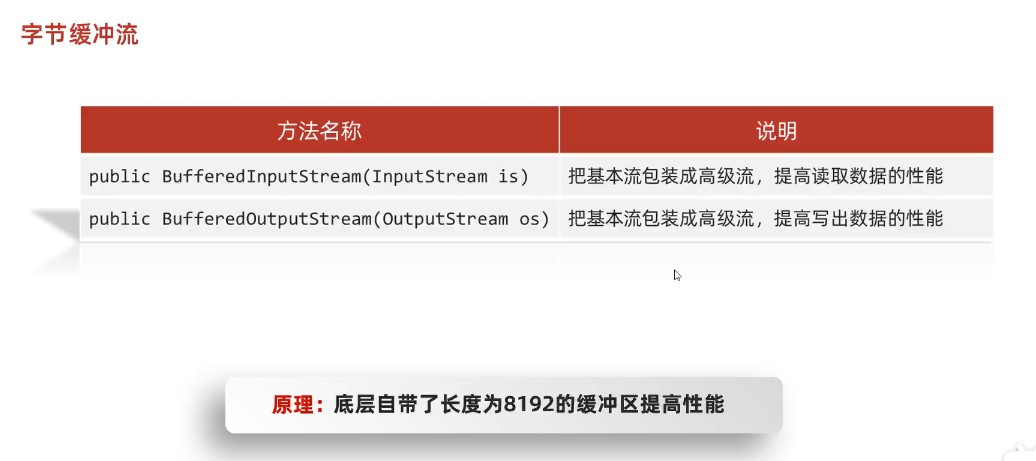 字节缓冲流
方法名称 说明
public BufferedInputStream(InputStream is) 把基本流包装成高级流，提高读取数据的性能
public BufferedOutputStream(OutputStream os) 把基本流包装成高级流，提高写出数据的性能
原理：底层自带了长度为8192的缓冲区提高性能